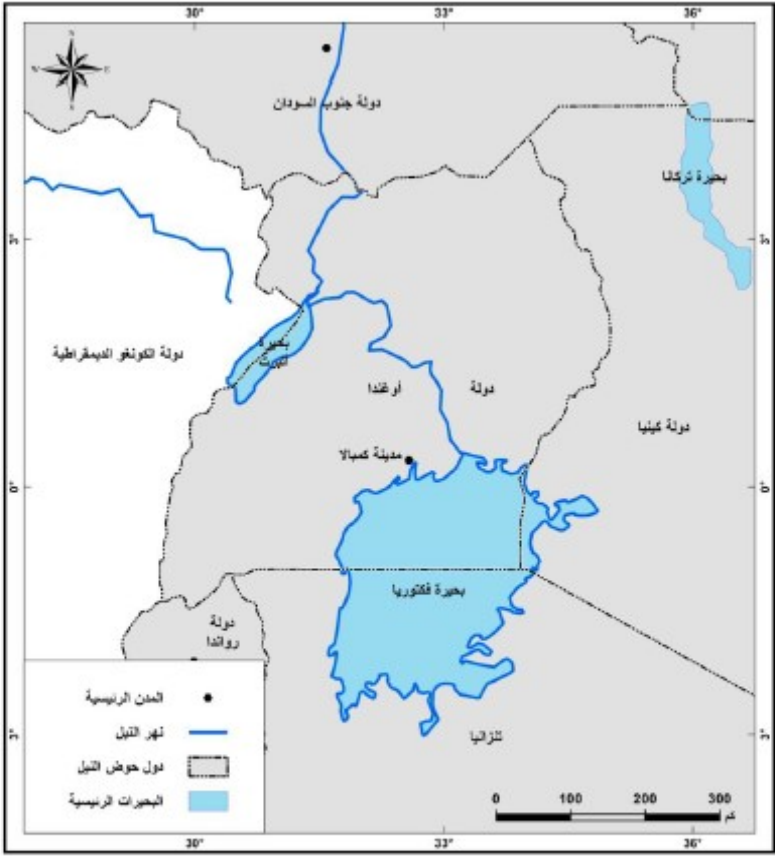 30° 33° 36°
N
W E
S
دولة جنوب السودان
بحيرة تركانا
3° 3°
دولة الكونغو الديمقراطية
بحيرة
البرت
أوغندا دولة
دولة كينيا
مدينة كمبالا
0° 0°
بحيرة فكتوريا
دولة
رواندا
تنزانيا
3° 3°
المدن الرئيسية
نهر النيل
دول حوض النيل
البحيرات الرئيسية
0 100 200 300
كم
30° 33° 36°